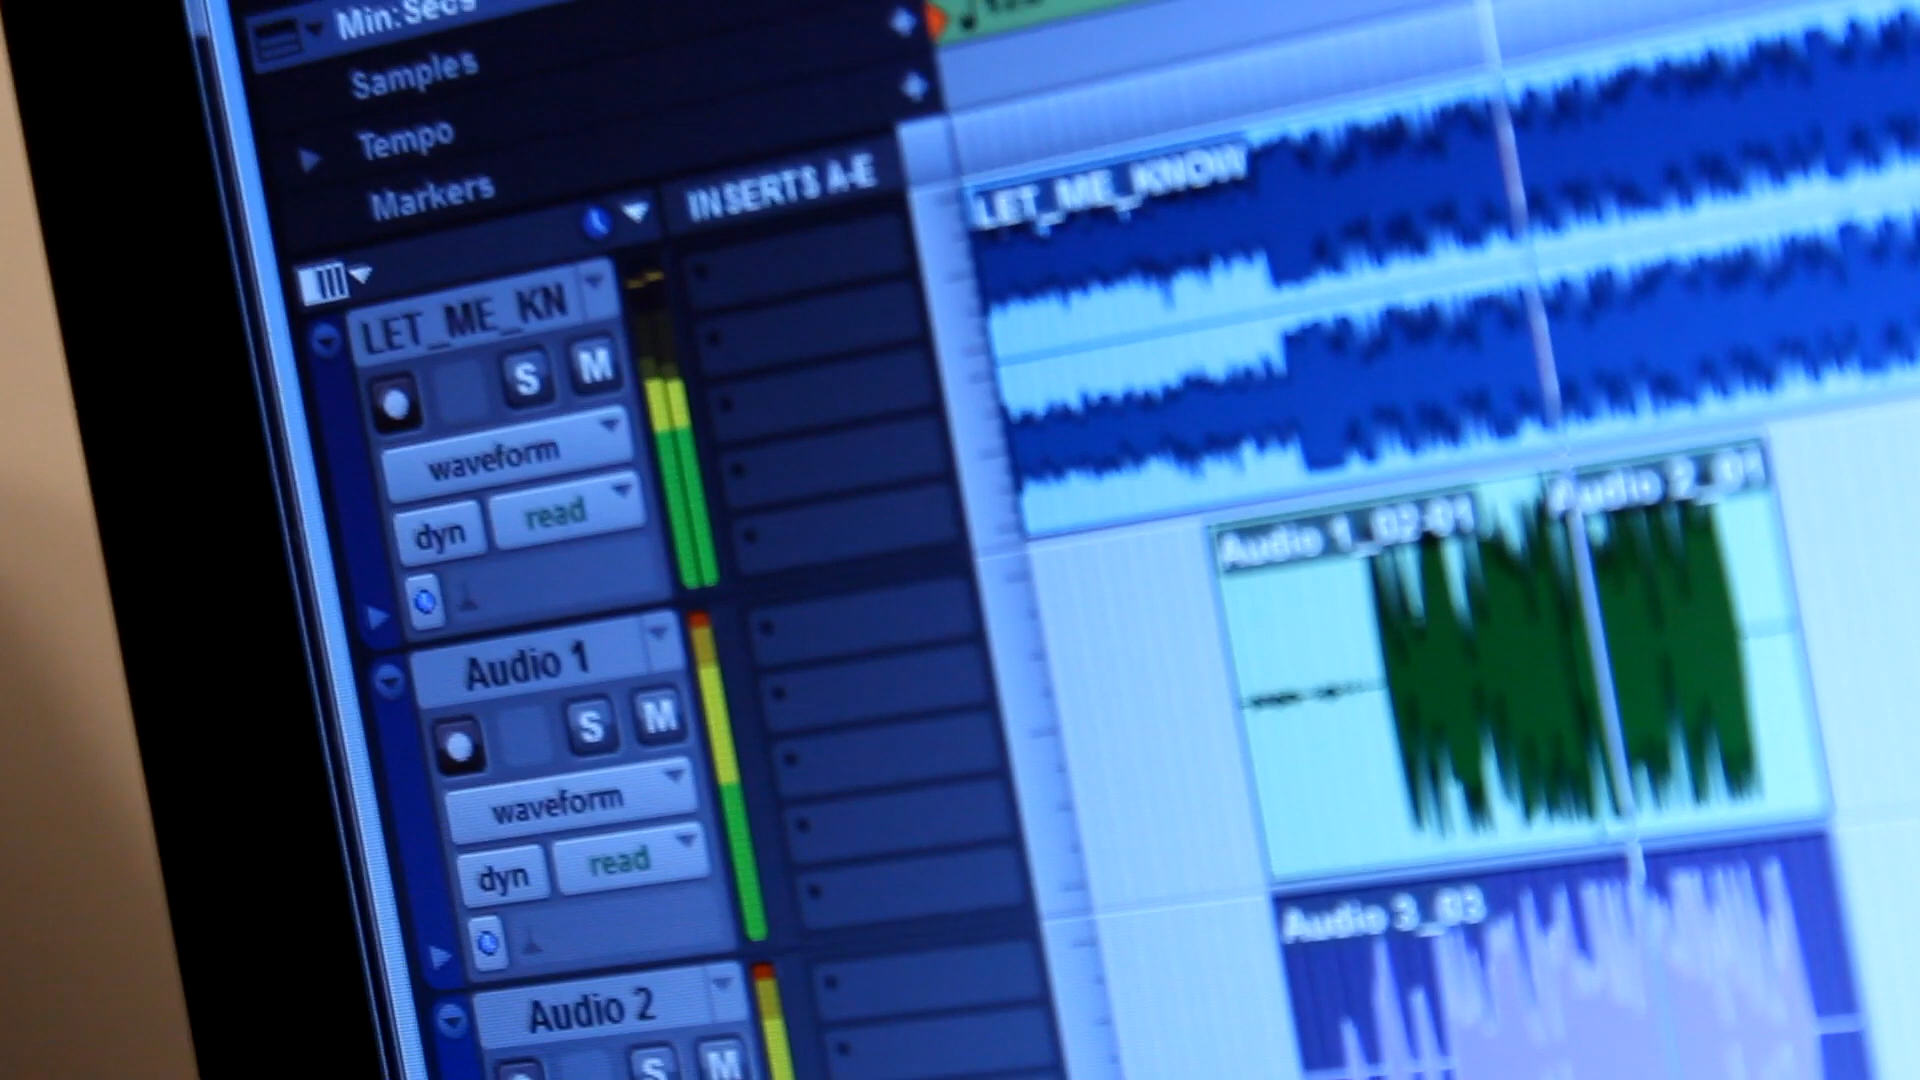 Min:Secs
Samples
Tempo
Markers
INSERTS A-E
LET_ME_KNOW
LET_ME_KN
S M
waveform
dyn read
Audio 1_02-01
Audio 2_01
Audio 1
S M
waveform
dyn read
Audio 3_03
Audio 2
S M